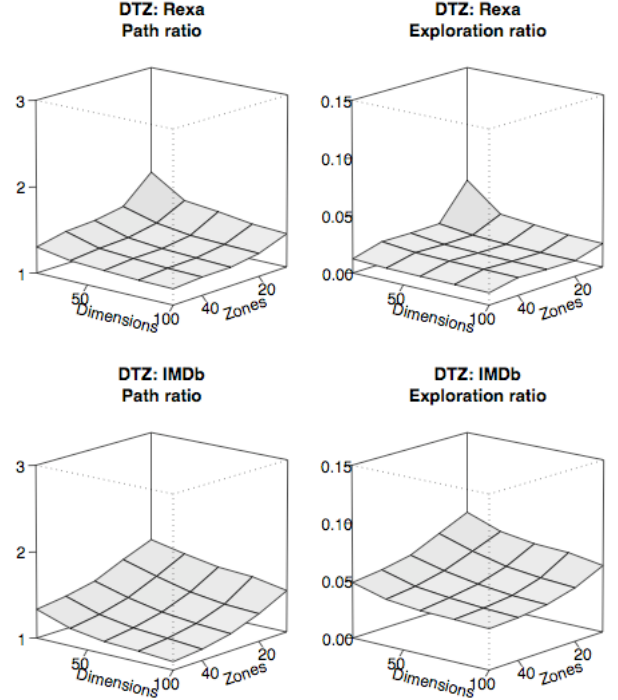 DTZ: Rexa
Path ratio
3
2
1
50
100
Dimensions
40
20
Zones
DTZ: Rexa
Exploration ratio
0.15
0.10
0.05
0.00
50
100
Dimensions
40
20
Zones
DTZ: IMDb
Path ratio
3
2
1
50
100
Dimensions
40
20
Zones
DTZ: IMDb
Exploration ratio
0.15
0.10
0.05
0.00
50
100
Dimensions
40
20
Zones